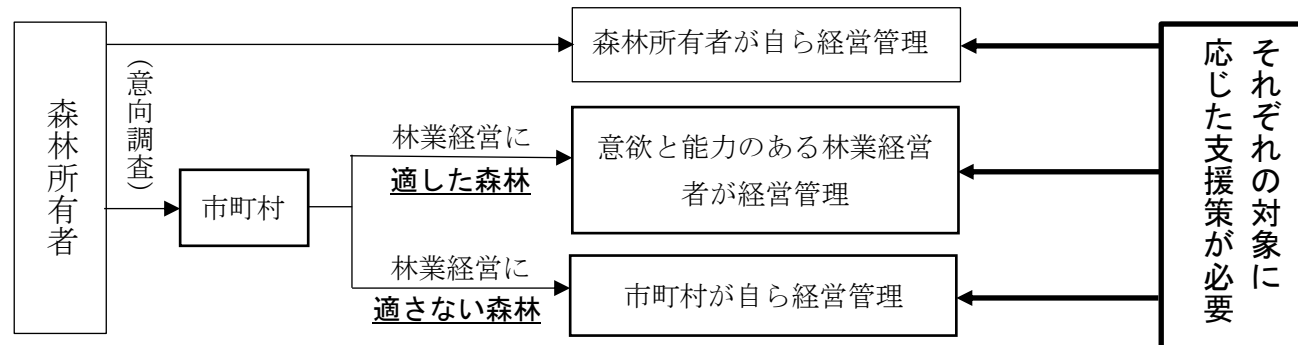 森林所有者
(意向調査)
市町村
林業経営に
適した森林
林業経営に
適さない森林
森林所有者が自ら経営管理
意欲と能力のある林業経営
者が経営管理
市町村が自ら経営管理
それぞれの対象に
応じた支援策が必要